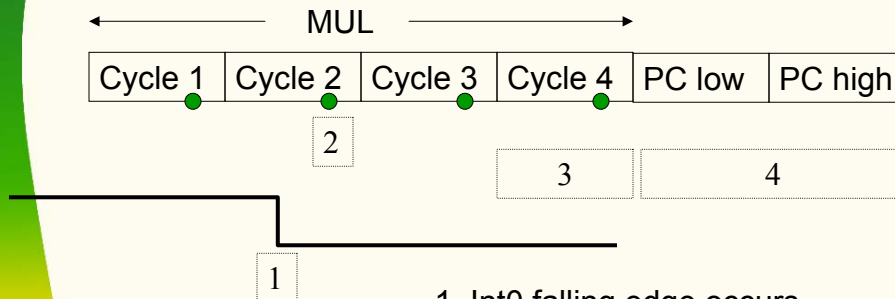 MUL
Cycle 1 Cycle 2 Cycle 3 Cycle 4 PC low PC high
2
3 4
1
1. Int0 falling edge occurs